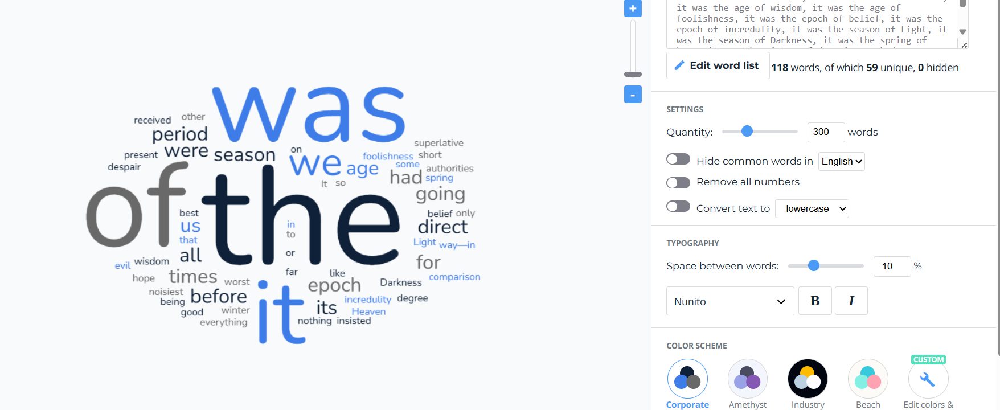 was
received
other
period
superlative
on
present
were
season
we
foolishness
short
despair
some
age
authorities
had
spring
of
the
It
so
going
best
belief
only
us
in
direct
that
to
Light
way—in
all
or
for
evil
wisdom
far
like
comparison
hope
times
worst
epoch
Darkness
noisiest
before
it
incredulity
degree
being
its
good
winter
Heaven
everything
nothing
insisted
+
-
it was the age of wisdom, it was the age of
foolishness, it was the epoch of belief, it was the
epoch of incredulity, it was the season of Light, it
was the season of Darkness, it was the spring of
Edit word list
118 words, of which 59 unique, 0 hidden
SETTINGS
Quantity: 300 words
Hide common words in English
Remove all numbers
Convert text to lowercase
TYPOGRAPHY
Space between words: 10 %
Nunito B I
COLOR SCHEME
CUSTOM
Corporate Amethyst Industry Beach Edit colors &